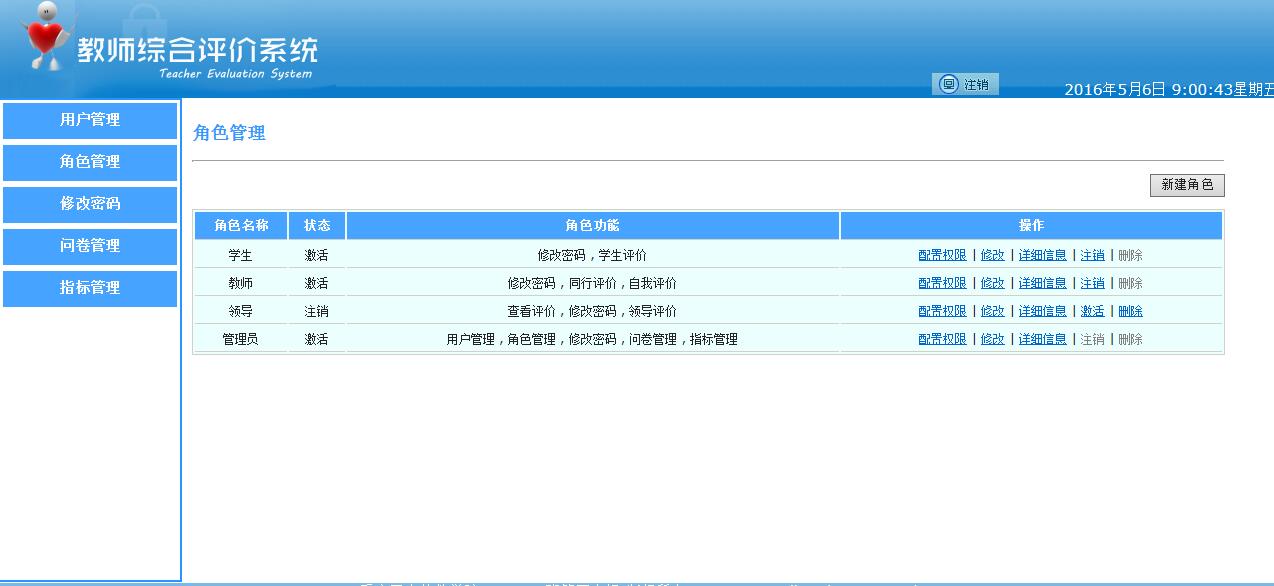 教师综合评价系统
Teacher Evaluation System
注销
2016年5月6日 9:00:43星期五
用户管理
角色管理
修改密码
问卷管理
指标管理
角色管理
新建角色
角色名称 状态 角色功能 操作
学生 激活 修改密码，学生评价 配置权限 | 修改 | 详细信息 | 注销 | 删除
教师 激活 修改密码，同行评价，自我评价 配置权限 | 修改 | 详细信息 | 注销 | 删除
领导 注销 查看评价，修改密码，领导评价 配置权限 | 修改 | 详细信息 | 激活 | 删除
管理员 激活 用户管理，角色管理，修改密码，问卷管理，指标管理 配置权限 | 修改 | 详细信息 | 注销 | 删除